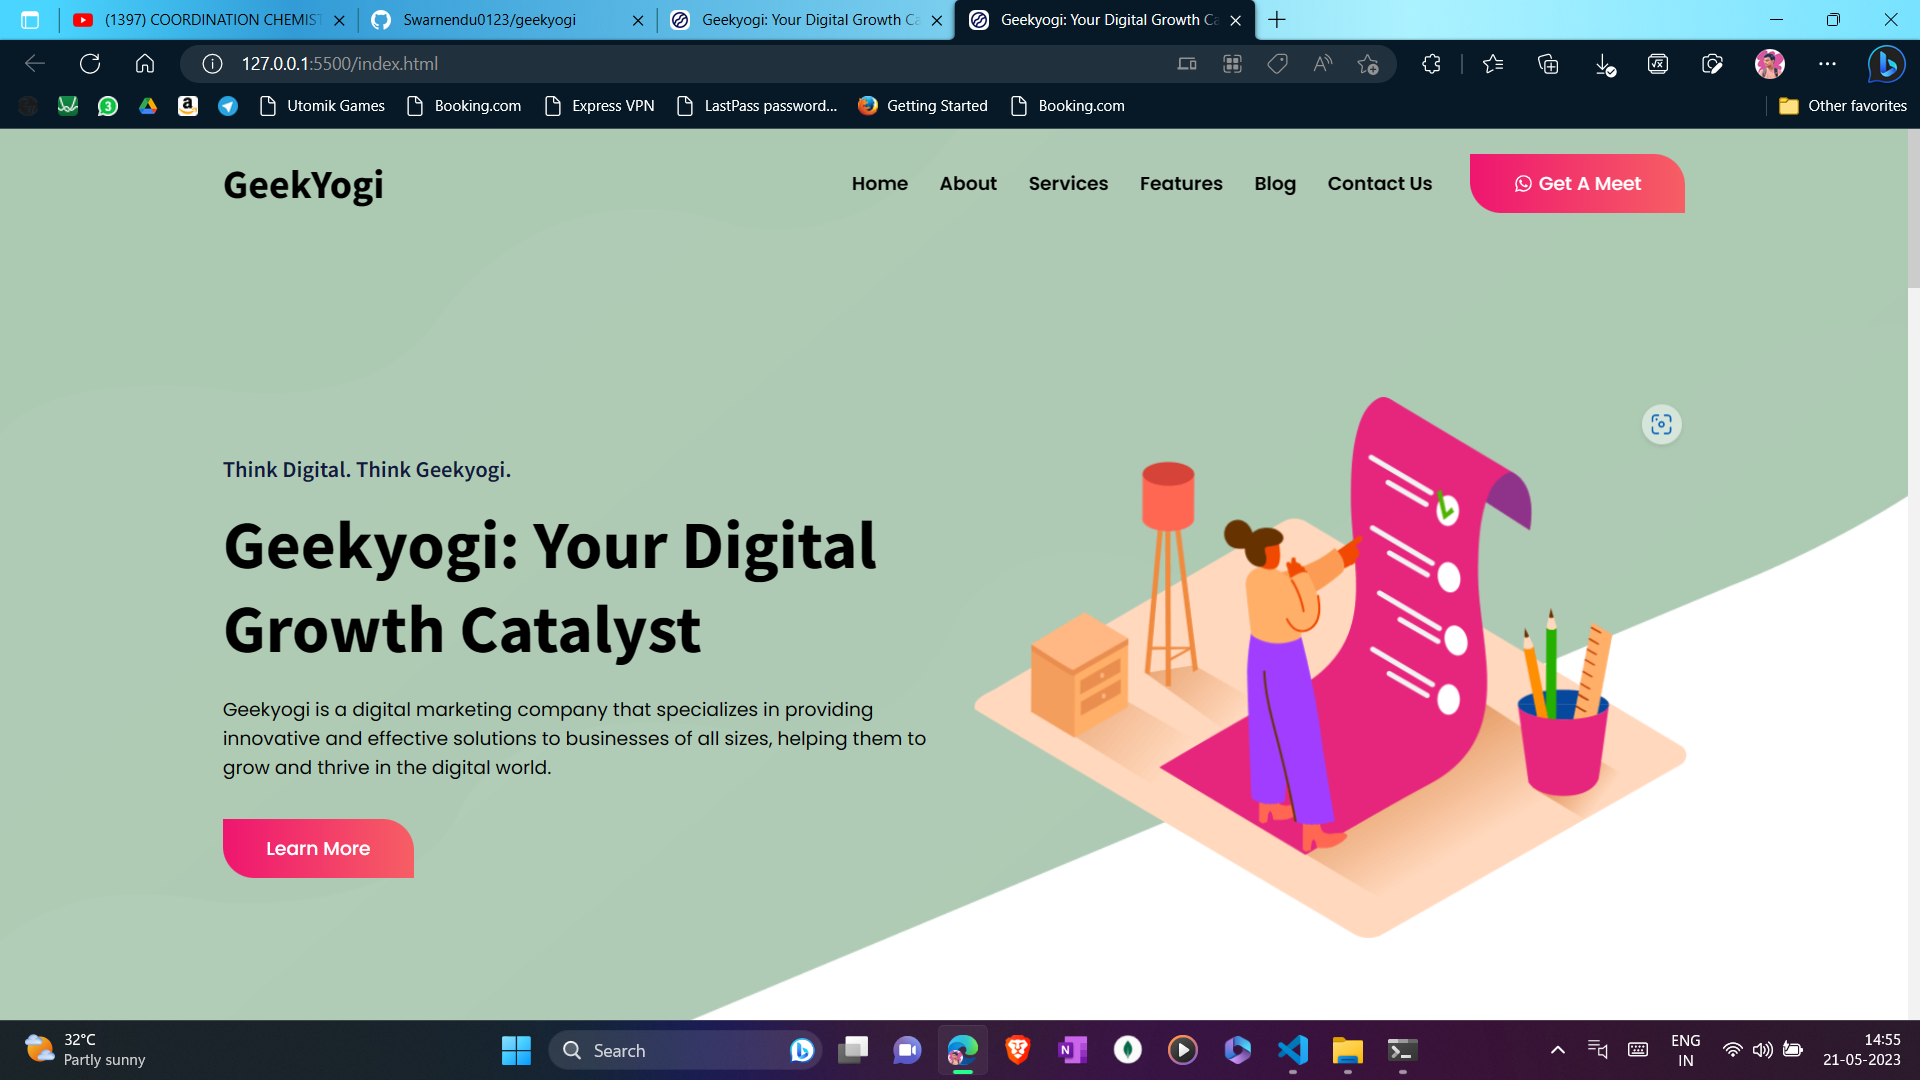 (1397) COORDINATION CHEMIST
Swarnendu0123/geekyogi
Geekyogi: Your Digital Growth Ca
Geekyogi: Your Digital Growth Ca
127.0.0.1:5500/index.html
3
Utomik Games
Booking.com
Express VPN
LastPass password...
Getting Started
Booking.com
Other favorites
GeekYogi
Home
About
Services
Features
Blog
Contact Us
Get A Meet
Think Digital. Think Geekyogi.
Geekyogi: Your Digital
Growth Catalyst
Geekyogi is a digital marketing company that specializes in providing
innovative and effective solutions to businesses of all sizes, helping them to
grow and thrive in the digital world.
Learn More
32°C
Partly sunny
Search
ENG
IN
14:55
21-05-2023